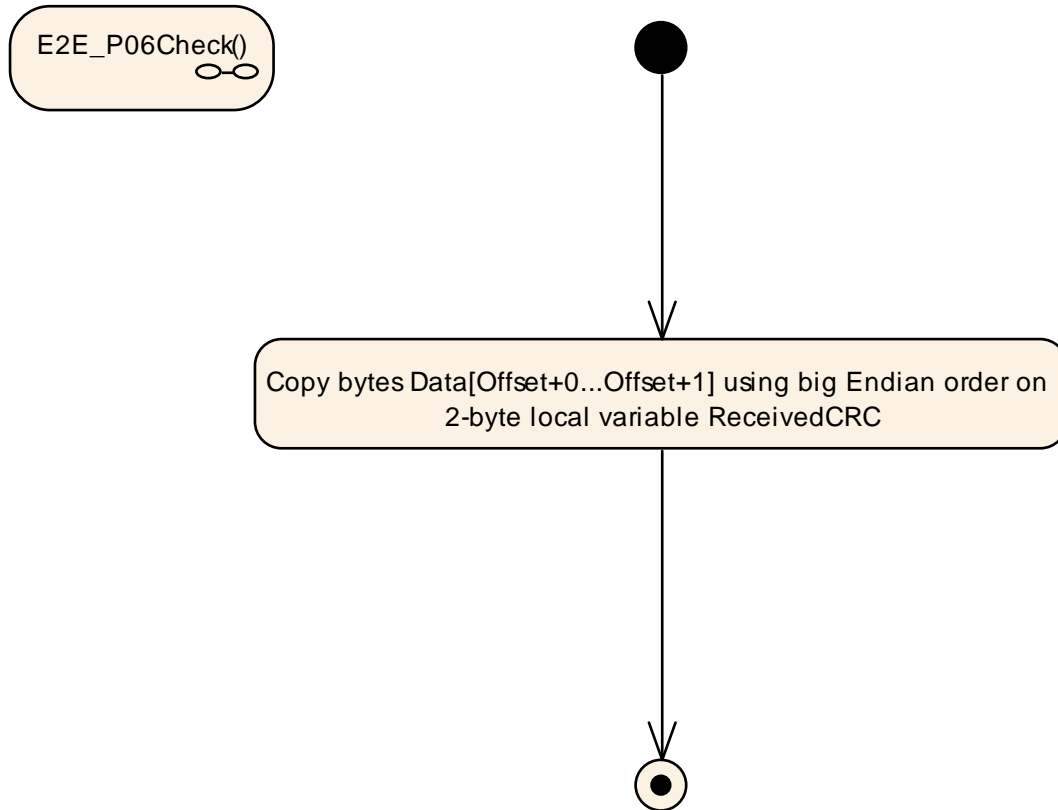 E2E_P06Check()
Copy bytes Data[Offset+0...Offset+1] using big Endian order on
2-byte local variable ReceivedCRC